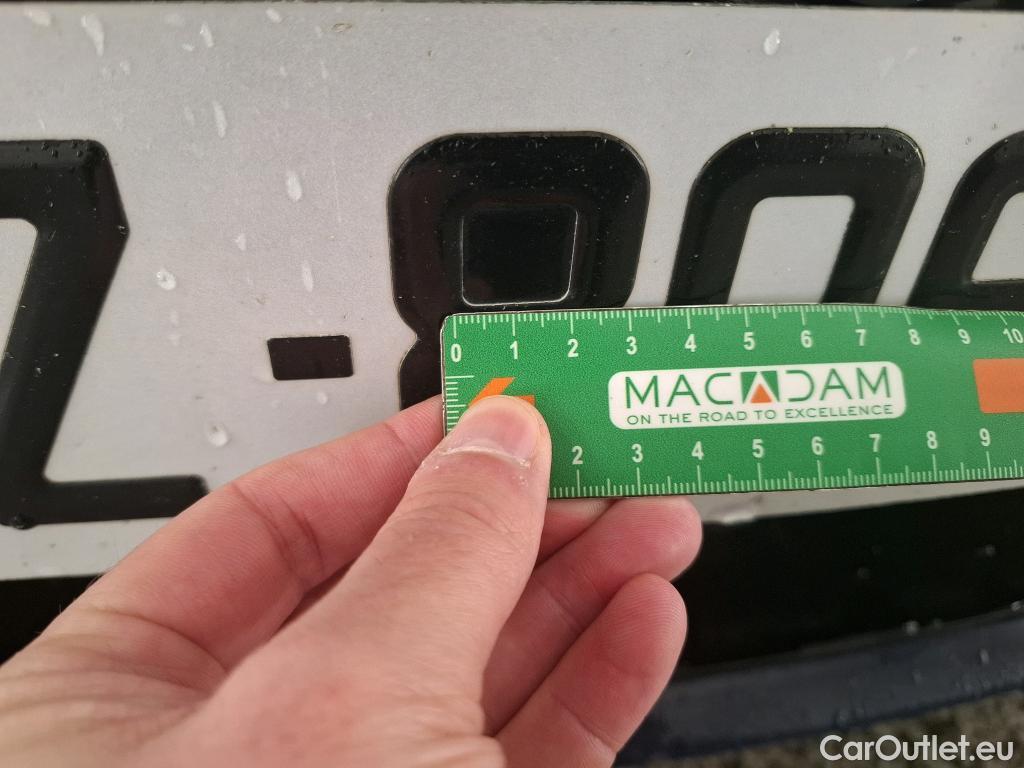 Z-80
0 1 2 3 4 5 6 7 8 9 10
MACADAM
ON THE ROAD TO EXCELLENCE
2 3 4 5 6 7 8 9
CarOutlet.eu